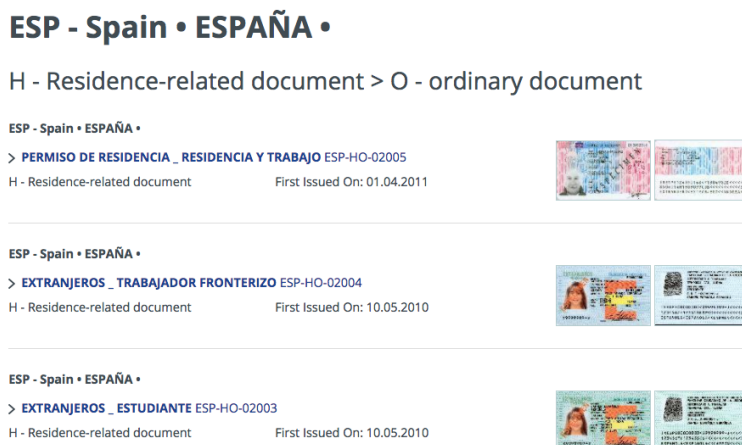 ESP - Spain • ESPAÑA •
H - Residence-related document > O - ordinary document
ESP - Spain • ESPAÑA •
> PERMISO DE RESIDENCIA _ RESIDENCIA Y TRABAJO ESP-HO-02005
H - Residence-related document First Issued On: 01.04.2011
ESP - Spain • ESPAÑA •
> EXTRANJEROS _ TRABAJADOR FRONTERIZO ESP-HO-02004
H - Residence-related document First Issued On: 10.05.2010
ESP - Spain • ESPAÑA •
> EXTRANJEROS _ ESTUDIANTE ESP-HO-02003
H - Residence-related document First Issued On: 10.05.2010